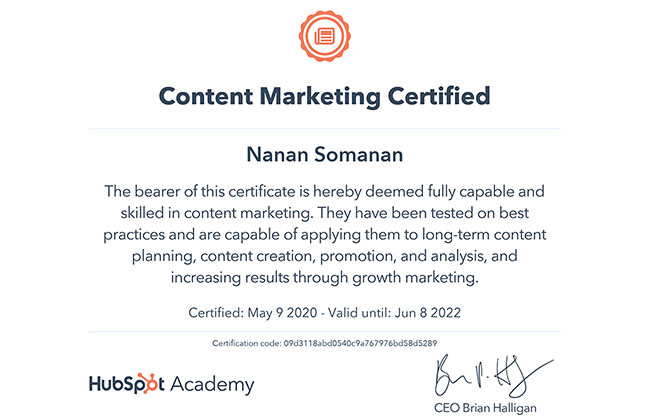 Content Marketing Certified
Nanan Somanan
The bearer of this certificate is hereby deemed fully capable and
skilled in content marketing. They have been tested on best
practices and are capable of applying them to long-term content
planning, content creation, promotion, and analysis, and
increasing results through growth marketing.
Certified: May 9 2020 - Valid until: Jun 8 2022
Certification code: 09d3118abd0540c9a767976bd58d5289
HubSpot Academy
CEO Brian Halligan